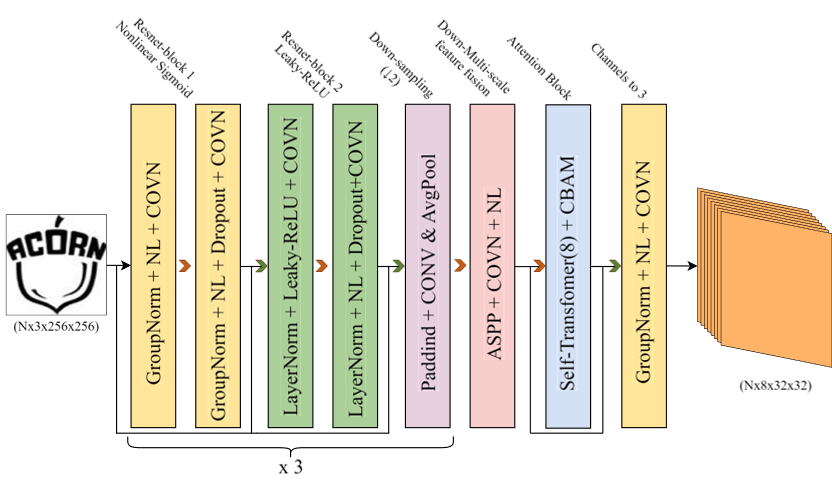 Resnet-block 1
Nonlinear Sigmoid
Resnet-block 2
Leaky-ReLU
Down-sampling
(↓2)
Down-Multi-scale
feature fusion
Attention Block
Channels to 3
GroupNorm + NL + COVN
GroupNorm + NL + Dropout + COVN
LayerNorm + Leaky-ReLU + COVN
LayerNorm + NL + Dropout+COVN
Paddind + CONV & AvgPool
ASPP + COVN + NL
Self-Transfomer(8) + CBAM
GroupNorm + NL + COVN
ACÓRN
(Nx3x256x256)
(Nx8x32x32)
x 3